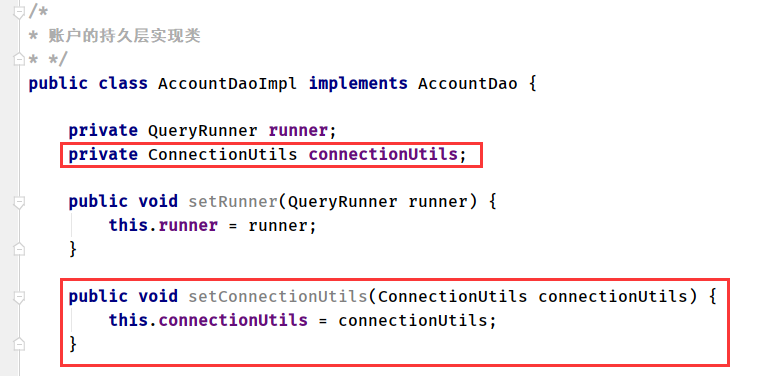 /*
* 账户的持久层实现类
* */
public class AccountDaoImpl implements AccountDao {
private QueryRunner runner;
private ConnectionUtils connectionUtils;
public void setRunner(QueryRunner runner) {
this.runner = runner;
}
public void setConnectionUtils(ConnectionUtils connectionUtils) {
this.connectionUtils = connectionUtils;
}